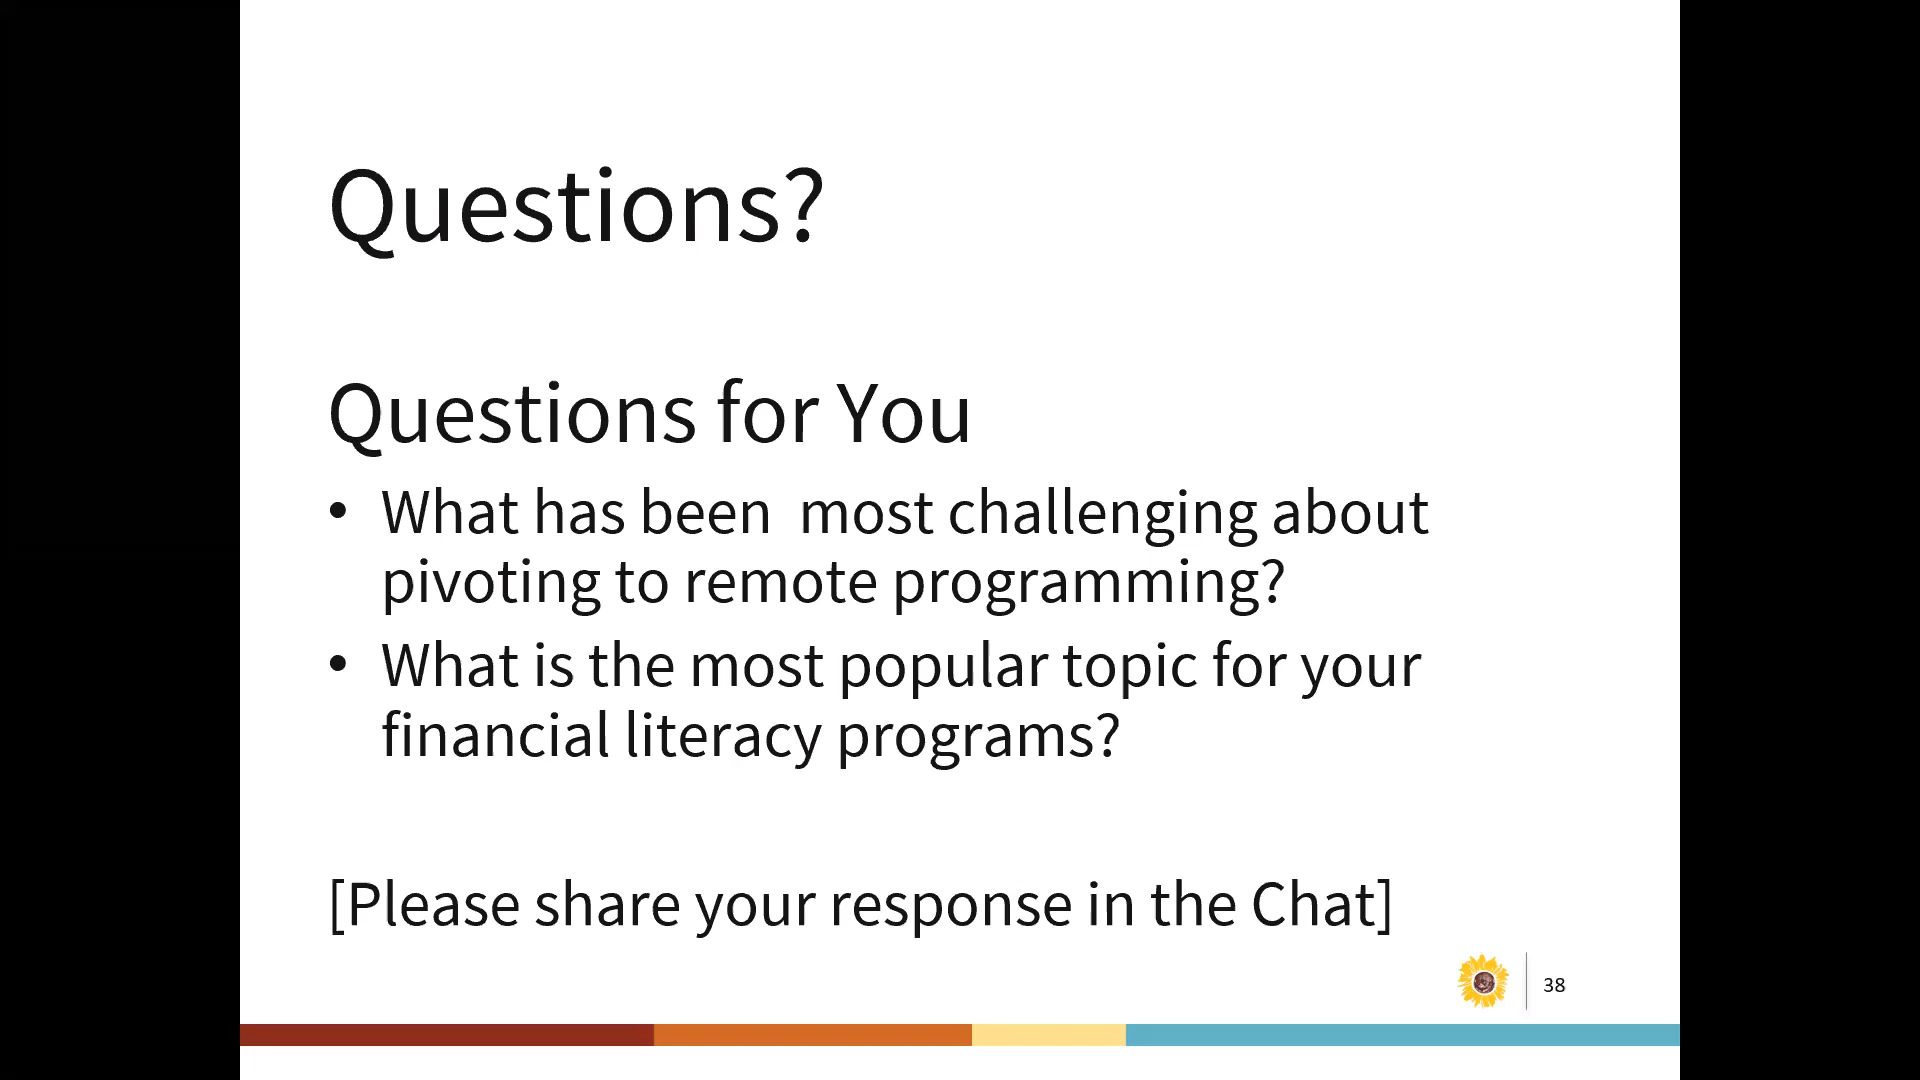 Questions?
Questions for You
• What has been  most challenging about
pivoting to remote programming?
• What is the most popular topic for your
financial literacy programs?
[Please share your response in the Chat]
38